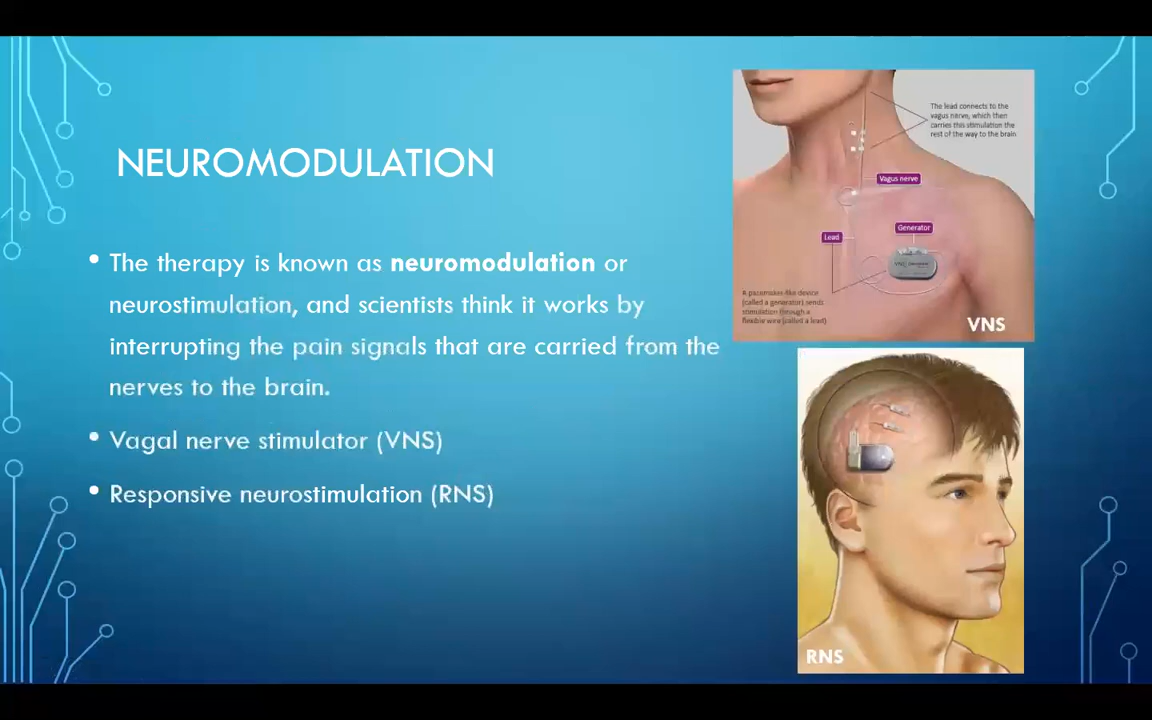 NEUROMODULATION
• The therapy is known as neuromodulation or
neurostimulation, and scientists think it works by
interrupting the pain signals that are carried from the
nerves to the brain.
• Vagal nerve stimulator (VNS)
• Responsive neurostimulation (RNS)
The lead connects to the
vagus nerve, which then
carries this stimulation the
rest of the way to the brain
Vagus nerve
Generator
Lead
A pacemaker-like device
(called a generator) sends
stimulation through a
flexible wire (called a lead)
VNS
RNS